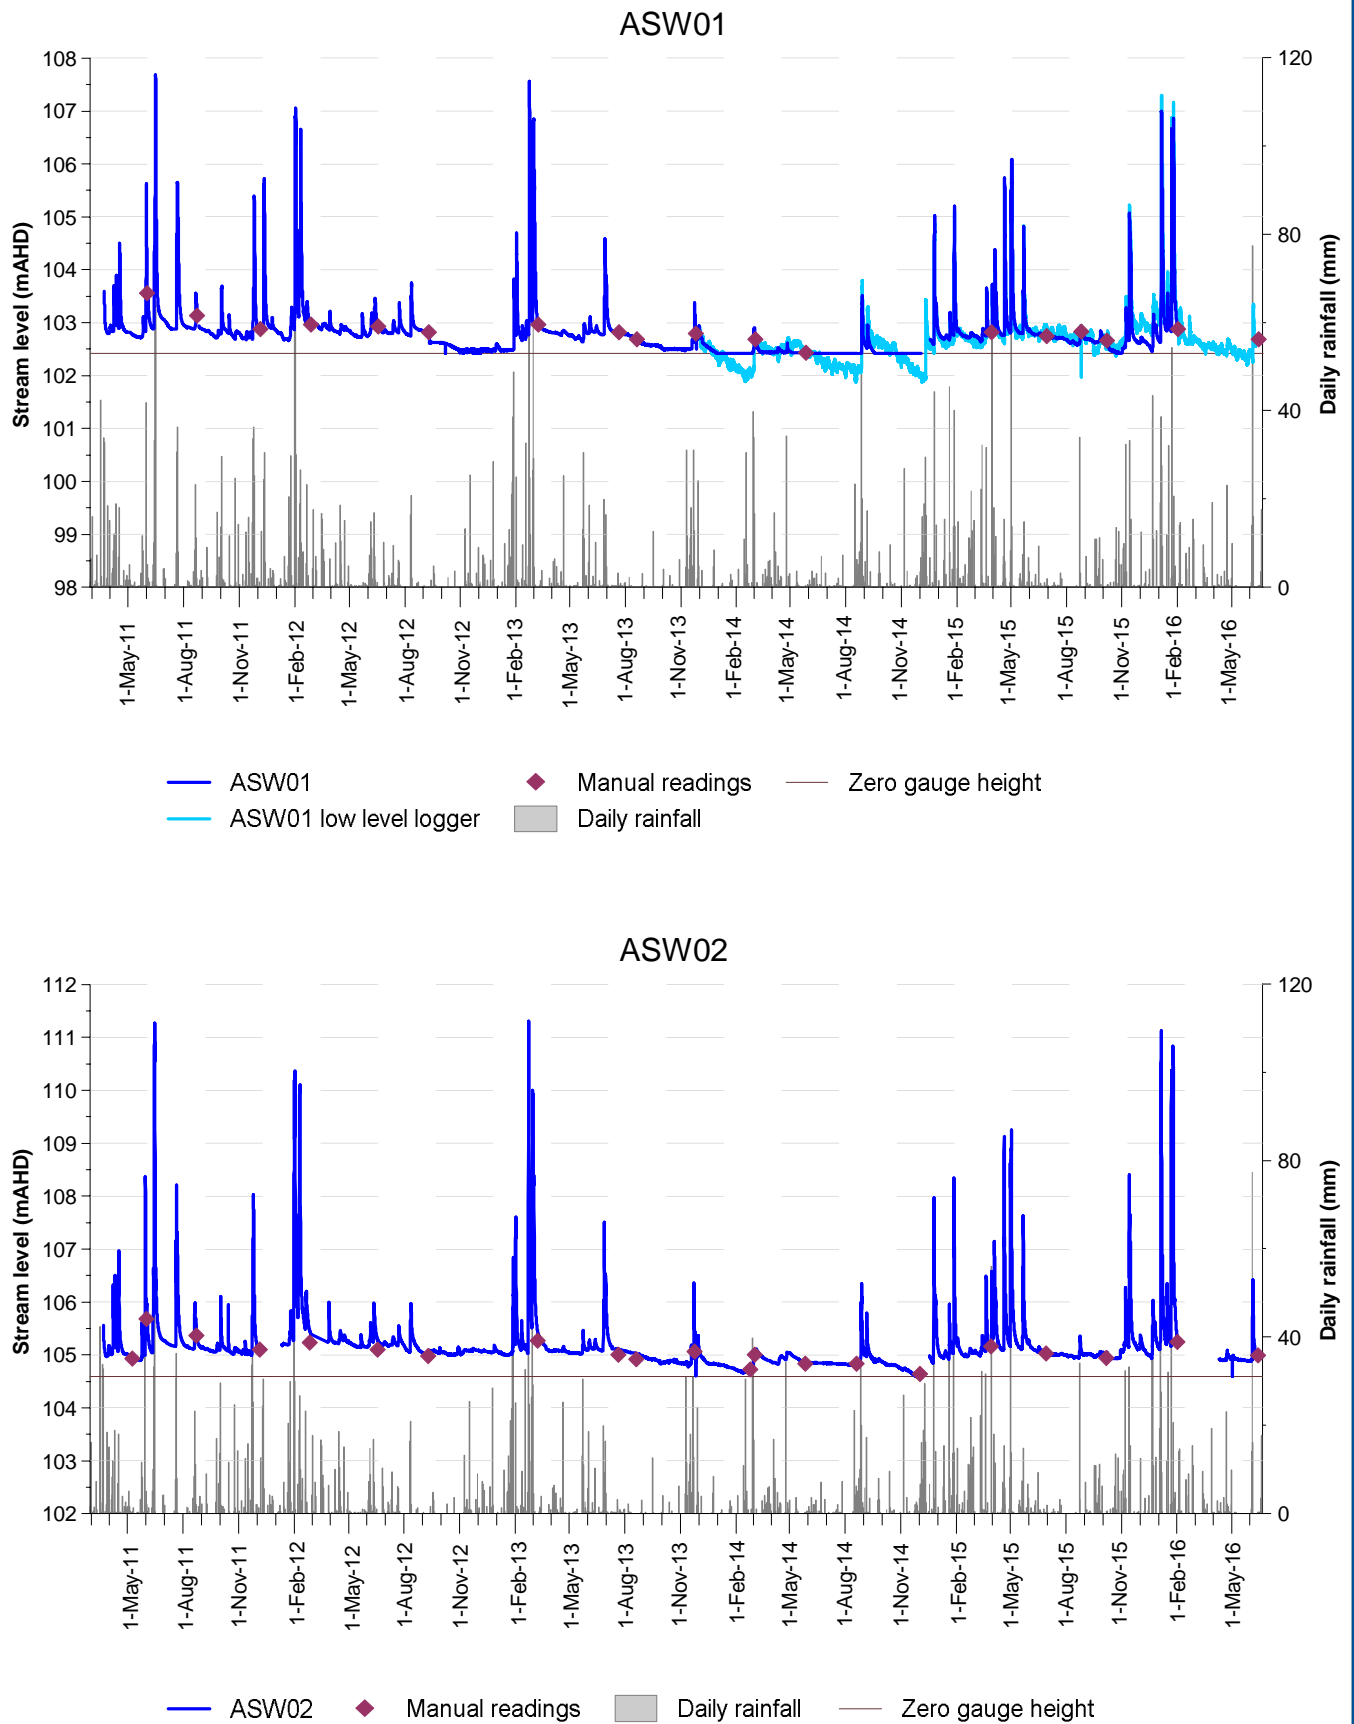 ASW01
108
107
106
105
104
103
102
101
100
99
98
Stream level (mAHD)
120
80
40
0
Daily rainfall (mm)
1-May-11
1-Aug-11
1-Nov-11
1-Feb-12
1-May-12
1-Aug-12
1-Nov-12
1-Feb-13
1-May-13
1-Aug-13
1-Nov-13
1-Feb-14
1-May-14
1-Aug-14
1-Nov-14
1-Feb-15
1-May-15
1-Aug-15
1-Nov-15
1-Feb-16
1-May-16
ASW01
Manual readings
Zero gauge height
ASW01 low level logger
Daily rainfall
ASW02
112
111
110
109
108
107
106
105
104
103
102
Stream level (mAHD)
120
80
40
0
Daily rainfall (mm)
1-May-11
1-Aug-11
1-Nov-11
1-Feb-12
1-May-12
1-Aug-12
1-Nov-12
1-Feb-13
1-May-13
1-Aug-13
1-Nov-13
1-Feb-14
1-May-14
1-Aug-14
1-Nov-14
1-Feb-15
1-May-15
1-Aug-15
1-Nov-15
1-Feb-16
1-May-16
ASW02
Manual readings
Daily rainfall
Zero gauge height